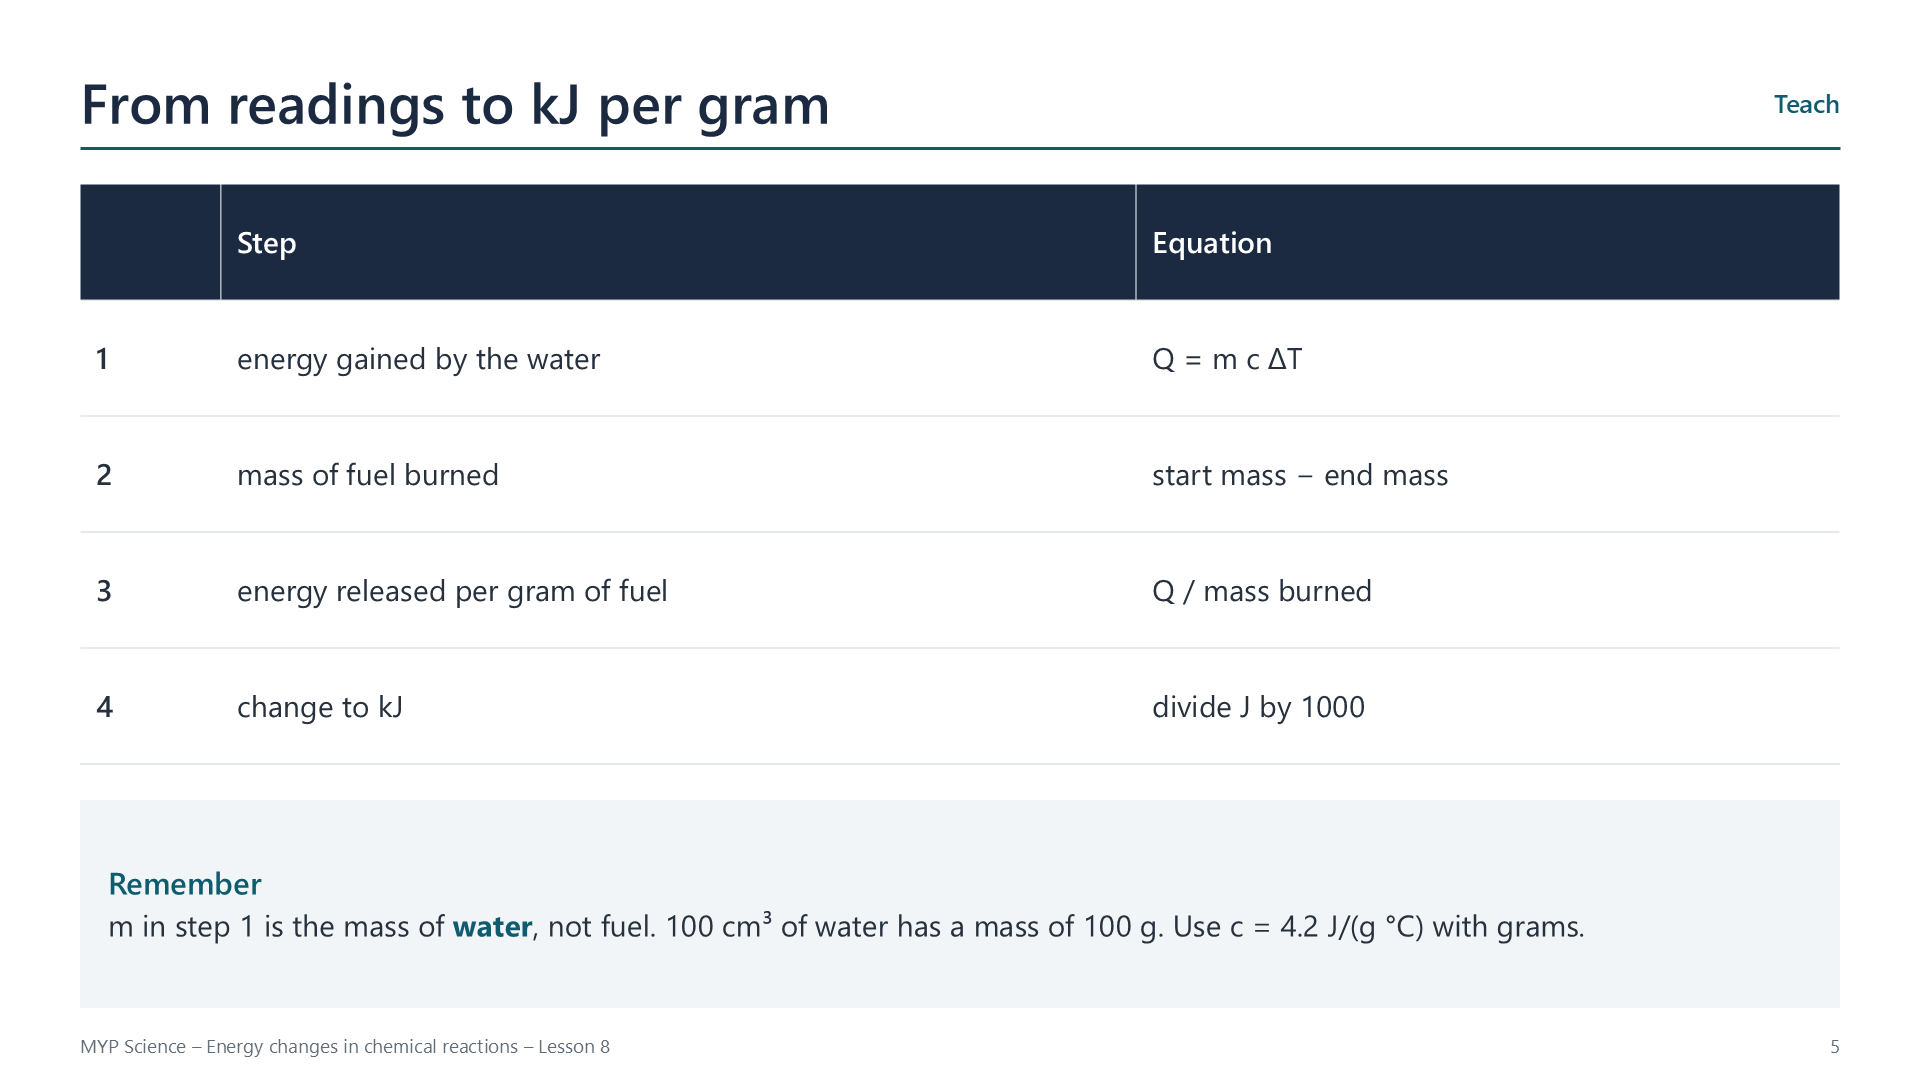 From readings to kJ per gram
Teach
Step
Equation
1
energy gained by the water
Q = m c ΔT
2
mass of fuel burned
start mass − end mass
3
energy released per gram of fuel
Q / mass burned
4
change to kJ
divide J by 1000
Remember
m in step 1 is the mass of water, not fuel. 100 cm³ of water has a mass of 100 g. Use c = 4.2 J/(g °C) with grams.
MYP Science – Energy changes in chemical reactions – Lesson 8
5